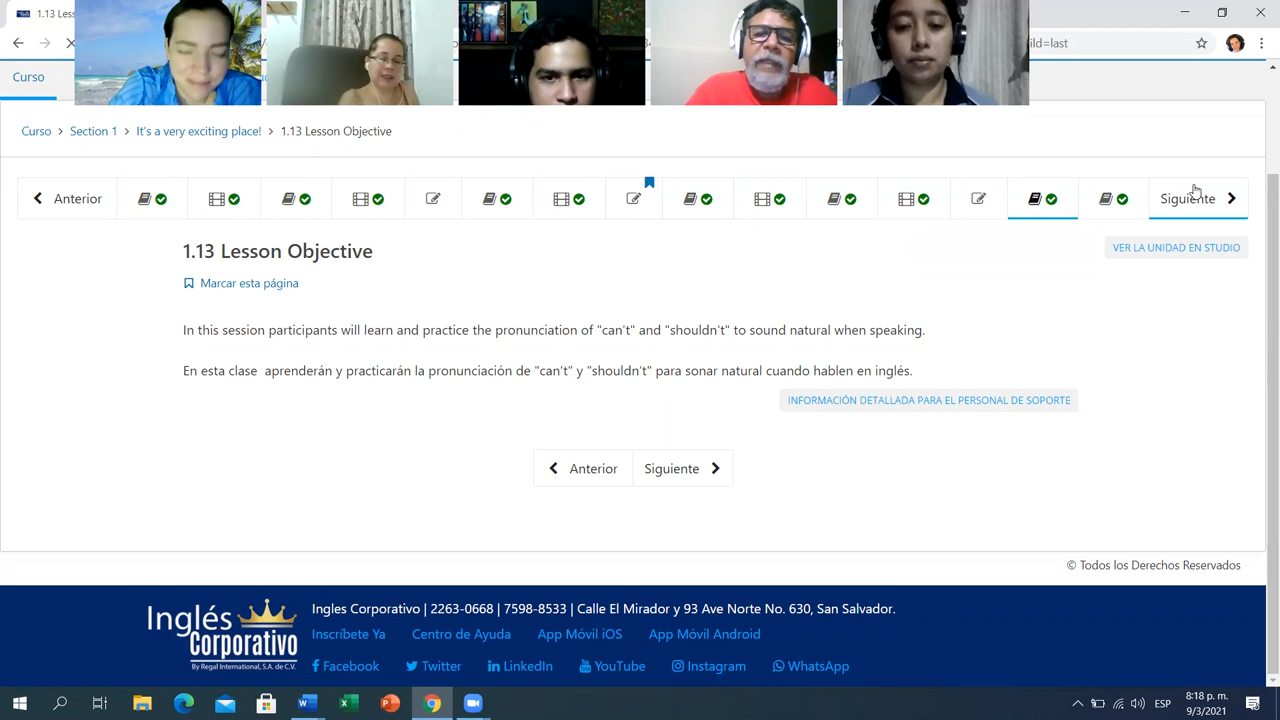 1.13 Less
ild=last
Curso
Curso > Section 1 > It's a very exciting place! > 1.13 Lesson Objective
Anterior
Siguiente
1.13 Lesson Objective
VER LA UNIDAD EN STUDIO
Marcar esta página
In this session participants will learn and practice the pronunciation of "can't" and "shouldn't" to sound natural when speaking.
En esta clase aprenderán y practicarán la pronunciación de "can't" y "shouldn't" para sonar natural cuando hablen en inglés.
INFORMACIÓN DETALLADA PARA EL PERSONAL DE SOPORTE
Anterior Siguiente
© Todos los Derechos Reservados
Inglés Corporativo
By Regal International, S.A. de C.V.
Ingles Corporativo | 2263-0668 | 7598-8533 | Calle El Mirador y 93 Ave Norte No. 630, San Salvador.
Inscríbete Ya Centro de Ayuda App Móvil iOS App Móvil Android
Facebook Twitter LinkedIn YouTube Instagram WhatsApp
ESP
8:18 p. m.
9/3/2021